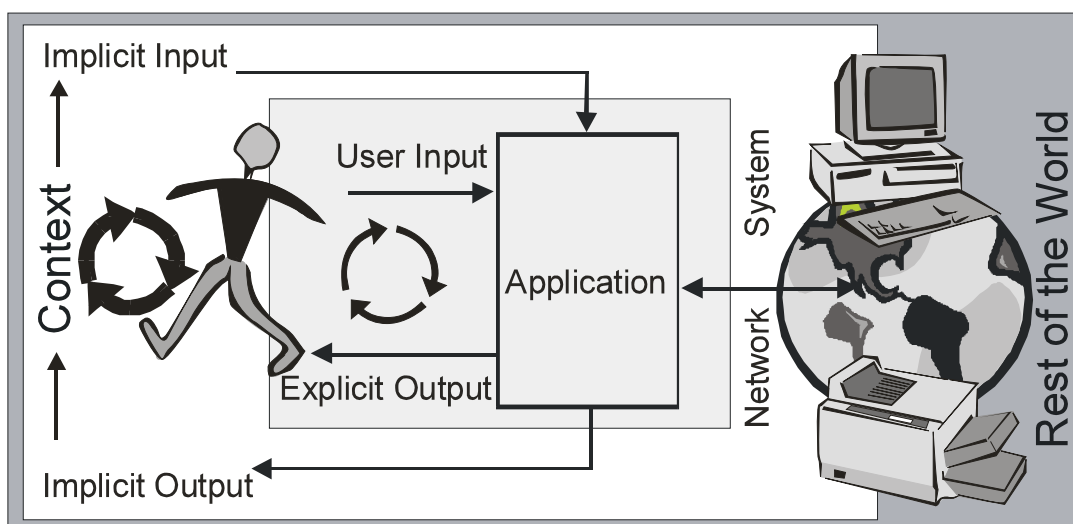 Implicit Input
User Input
Context
Application
System
Network
Rest of the World
Explicit Output
Implicit Output